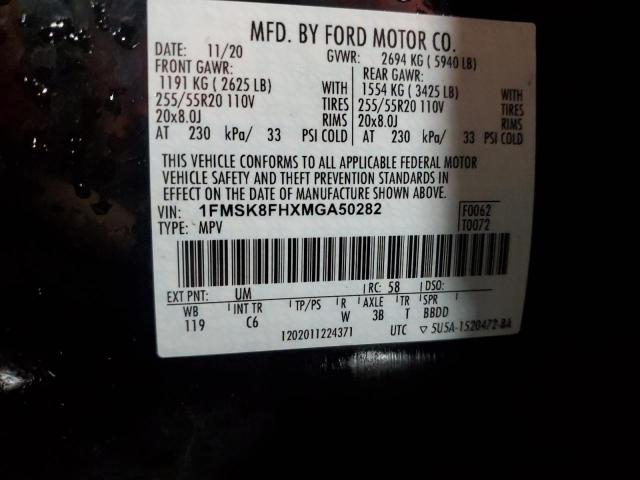 MFD. BY FORD MOTOR CO.
DATE: 11/20 GVWR: 2694 KG ( 5940 LB)
FRONT GAWR: REAR GAWR:
1191 KG ( 2625 LB) WITH 1554 KG ( 3425 LB) WITH
255/55R20 110V TIRES 255/55R20 110V TIRES
20x8.0J RIMS 20x8.0J RIMS
AT 230 kPa/ 33 PSI COLD AT 230 kPa/ 33 PSI COLD
THIS VEHICLE CONFORMS TO ALL APPLICABLE FEDERAL MOTOR
VEHICLE SAFETY AND THEFT PREVENTION STANDARDS IN
EFFECT ON THE DATE OF MANUFACTURE SHOWN ABOVE.
VIN: 1FMSK8FHXMGA50282 F0062
TYPE: MPV T0072
EXT PNT: UM RC: 58 DSO:
WB INT TR TP/PS R AXLE TR SPR
119 C6 W 3B T BBDD
1202011224371 UTC ▽ 5U5A-1520472-BA